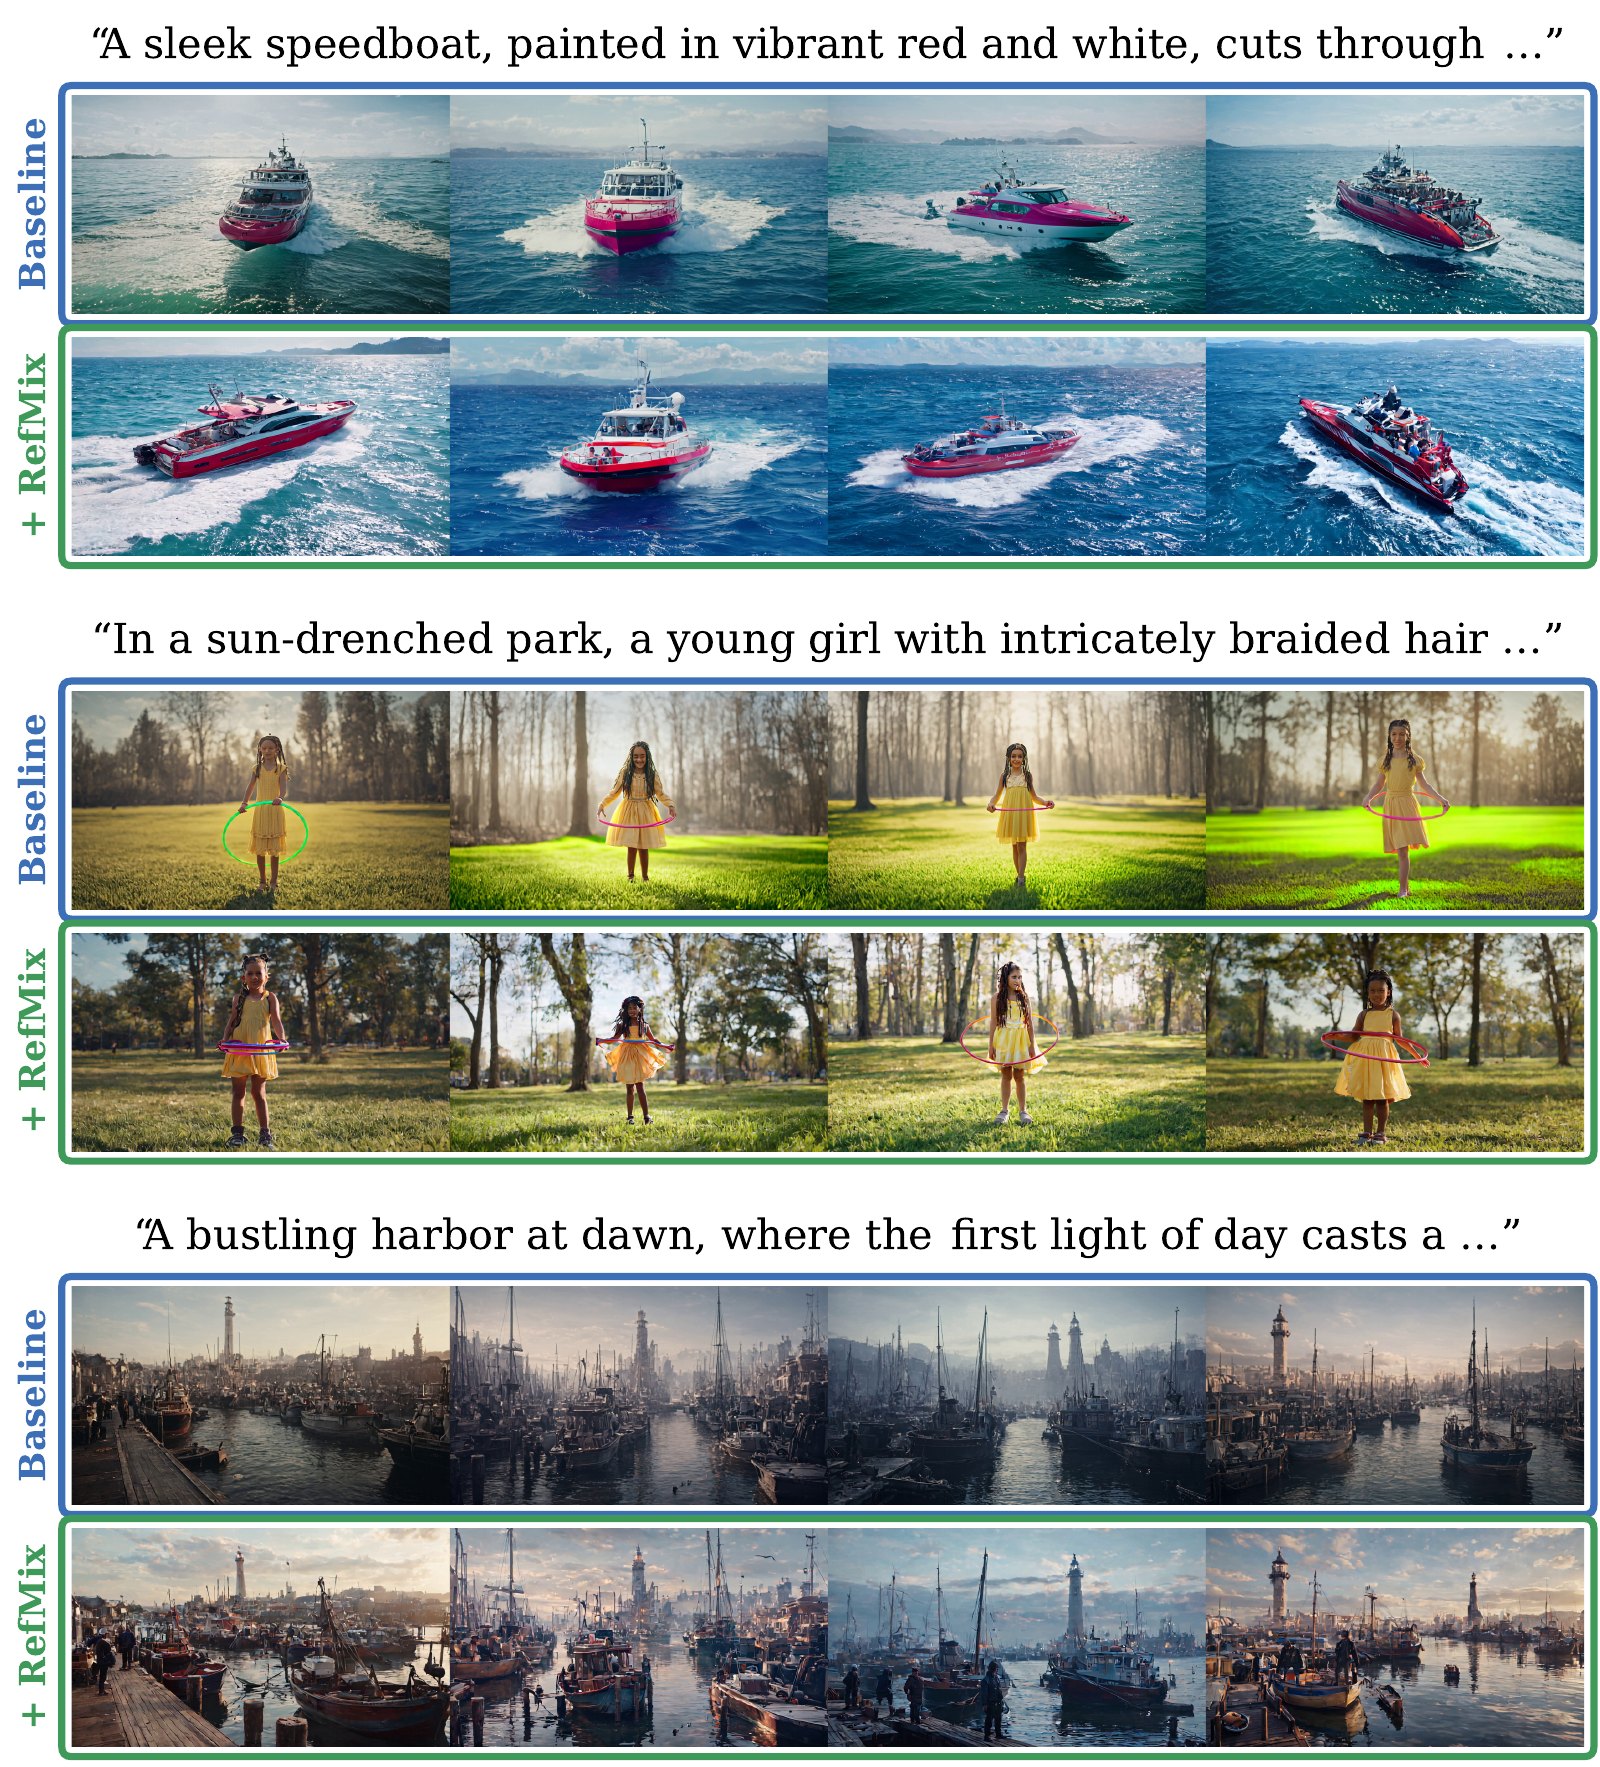 “A sleek speedboat, painted in vibrant red and white, cuts through ...”
Baseline
+ RefMix
“In a sun-drenched park, a young girl with intricately braided hair ...”
Baseline
+ RefMix
“A bustling harbor at dawn, where the first light of day casts a ...”
Baseline
+ RefMix